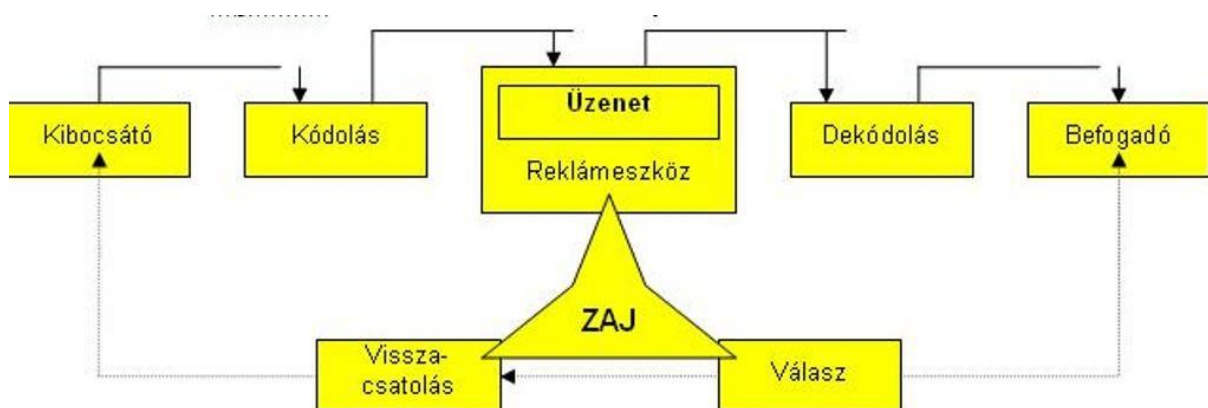 Üzenet
Kibocsátó
Kódolás
Reklámeszköz
Dekódolás
Befogadó
ZAJ
Vissza-
csatolás
Válasz